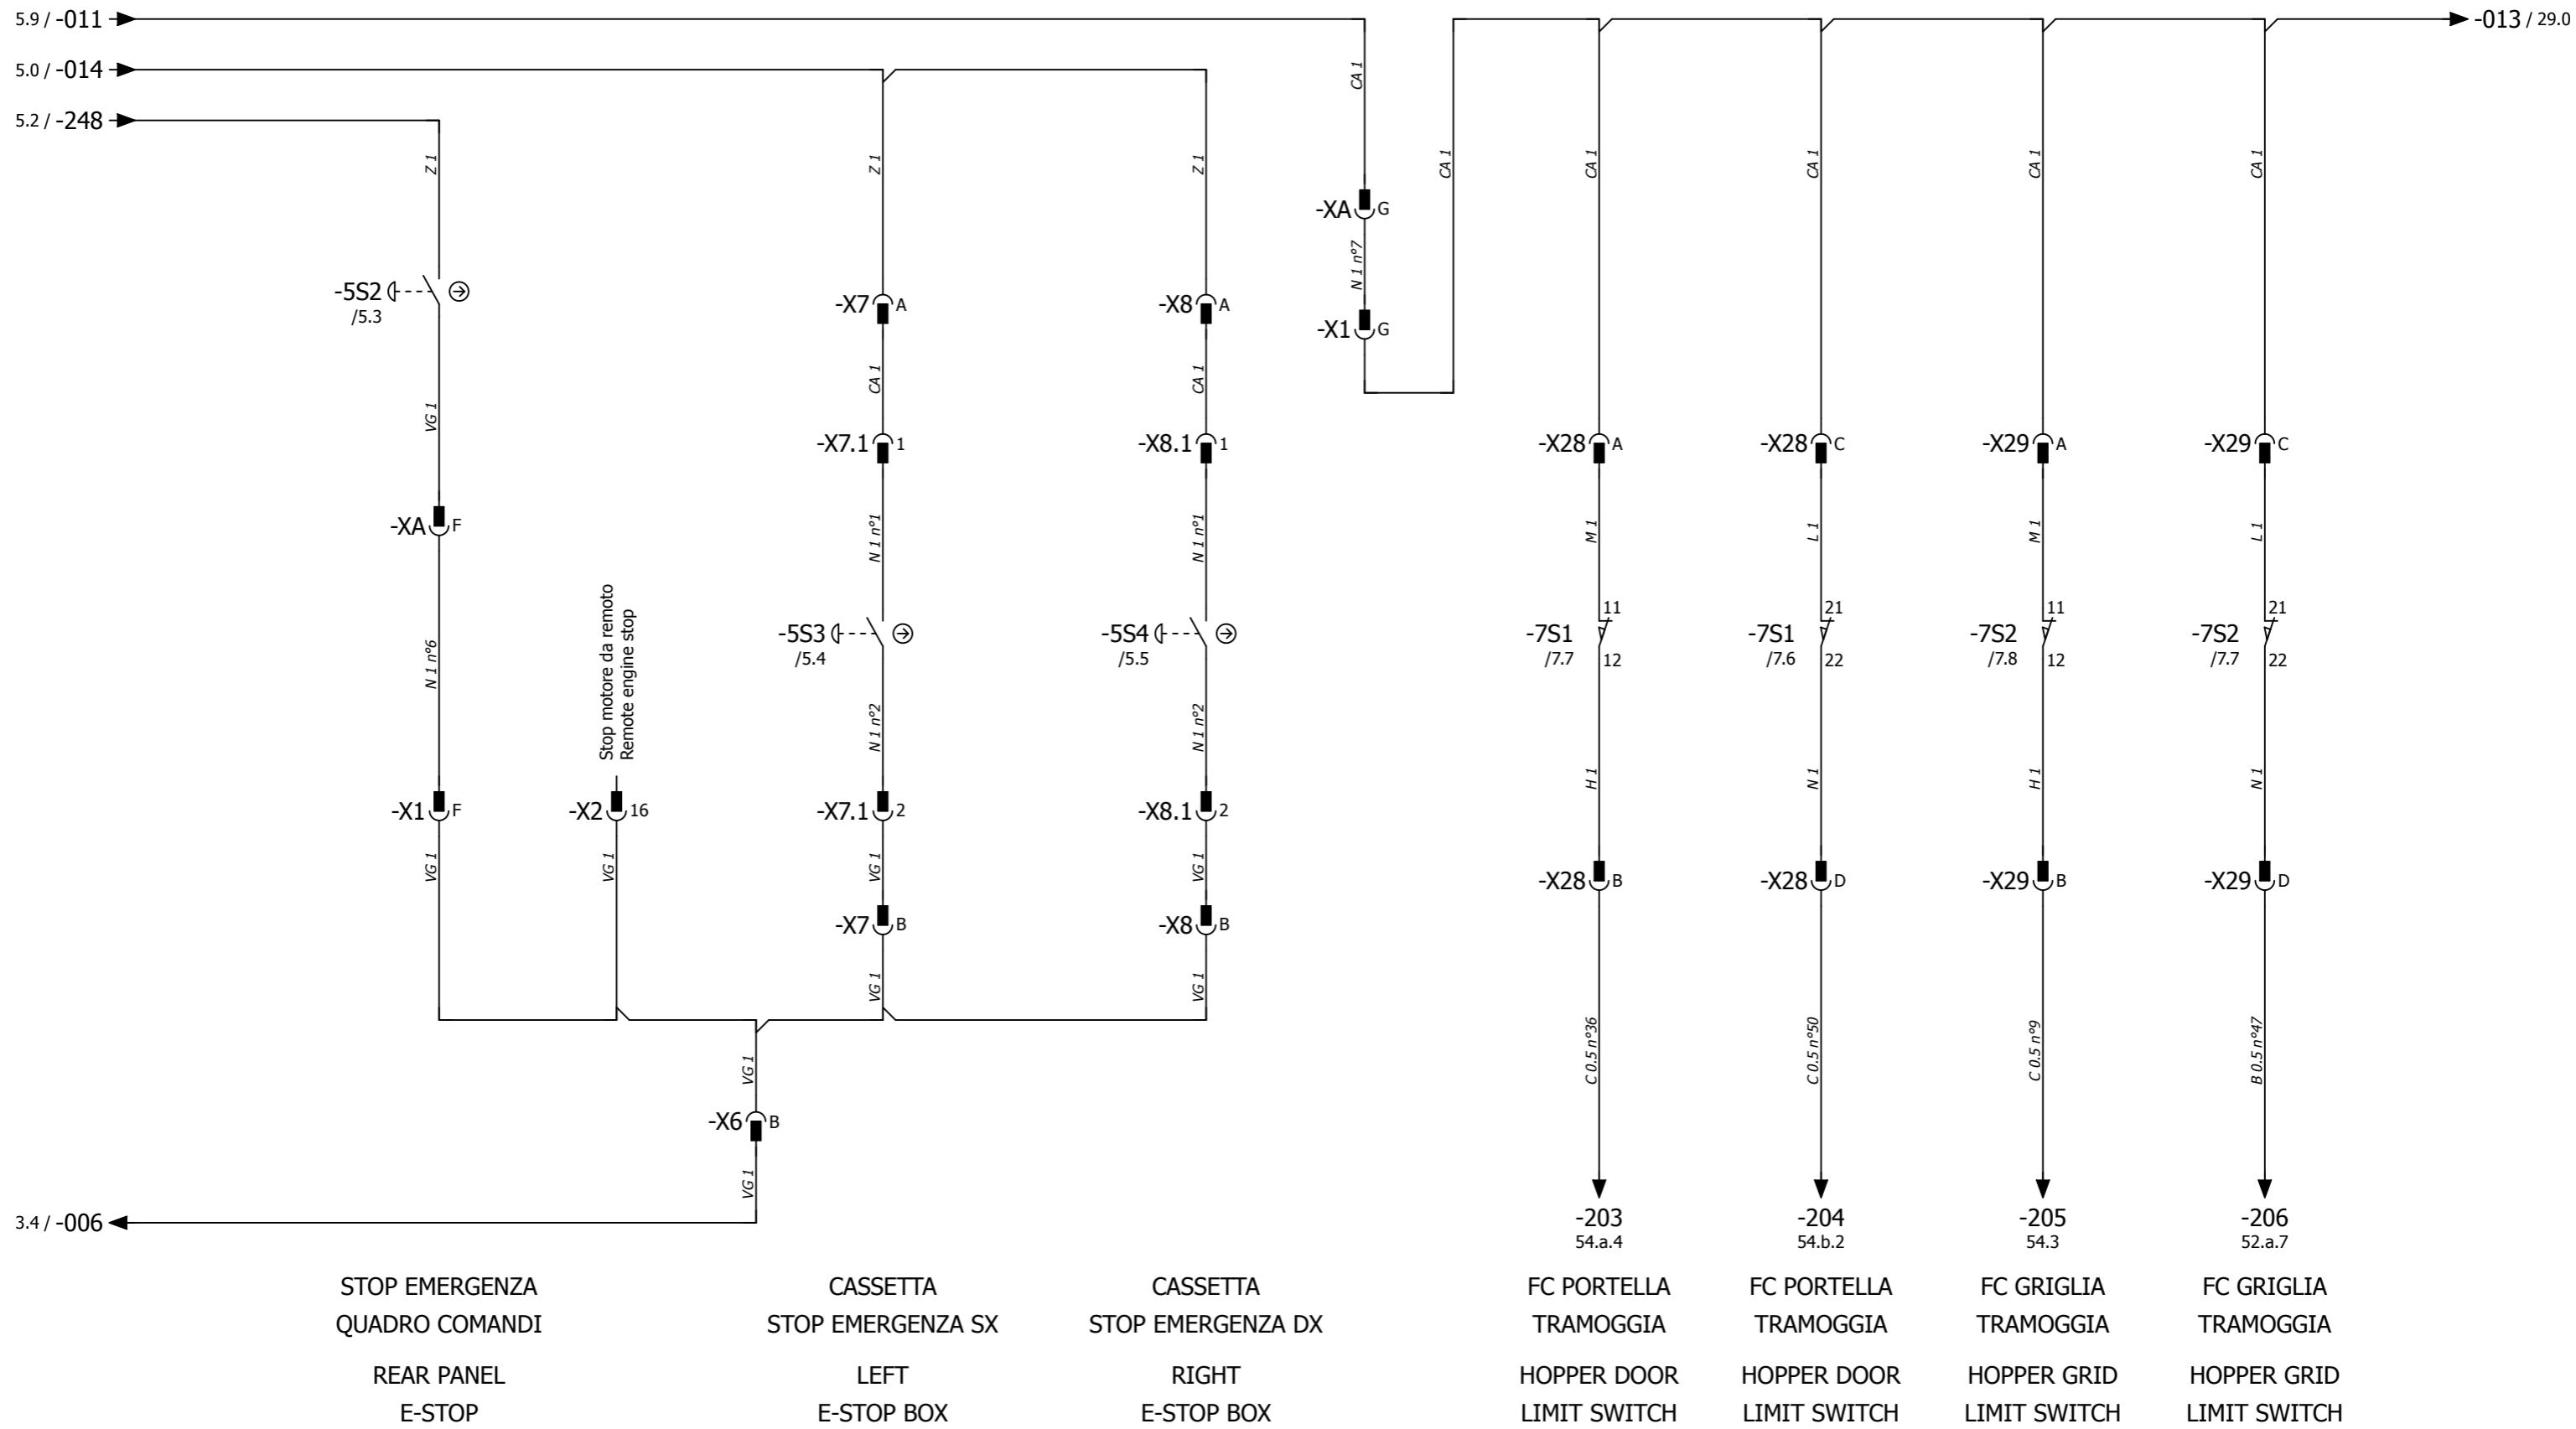 5.9 / -011
-013 / 29.0
5.0 / -014
5.2 / -248
CA 1
Z 1
Z 1
Z 1
CA 1
CA 1
CA 1
CA 1
CA 1
-XA G
N 1 n°7
-X1 G
-5S2
/5.3
-X7 A
-X8 A
VG 1
CA 1
CA 1
-X7.1 1
-X8.1 1
-X28 A
-X28 C
-X29 A
-X29 C
-XA F
N 1 n°1
N 1 n°1
M 1
L 1
M 1
L 1
N 1 n°6
Stop motore da remoto
Remote engine stop
-5S3
/5.4
-5S4
/5.5
11
-7S1
/7.7
12
21
-7S1
/7.6
22
11
-7S2
/7.8
12
21
-7S2
/7.7
22
N 1 n°2
N 1 n°2
H 1
N 1
H 1
N 1
-X1 F
-X2 16
-X7.1 2
-X8.1 2
VG 1
VG 1
VG 1
VG 1
-X28 B
-X28 D
-X29 B
-X29 D
-X7 B
-X8 B
VG 1
VG 1
VG 1
C 0.5 n°36
C 0.5 n°50
C 0.5 n°9
B 0.5 n°47
-X6 B
VG 1
3.4 / -006
-203
54.a.4
-204
54.b.2
-205
54.3
-206
52.a.7
STOP EMERGENZA
QUADRO COMANDI
REAR PANEL
E-STOP
CASSETTA
STOP EMERGENZA SX
LEFT
E-STOP BOX
CASSETTA
STOP EMERGENZA DX
RIGHT
E-STOP BOX
FC PORTELLA
TRAMOGGIA
HOPPER DOOR
LIMIT SWITCH
FC PORTELLA
TRAMOGGIA
HOPPER DOOR
LIMIT SWITCH
FC GRIGLIA
TRAMOGGIA
HOPPER GRID
LIMIT SWITCH
FC GRIGLIA
TRAMOGGIA
HOPPER GRID
LIMIT SWITCH